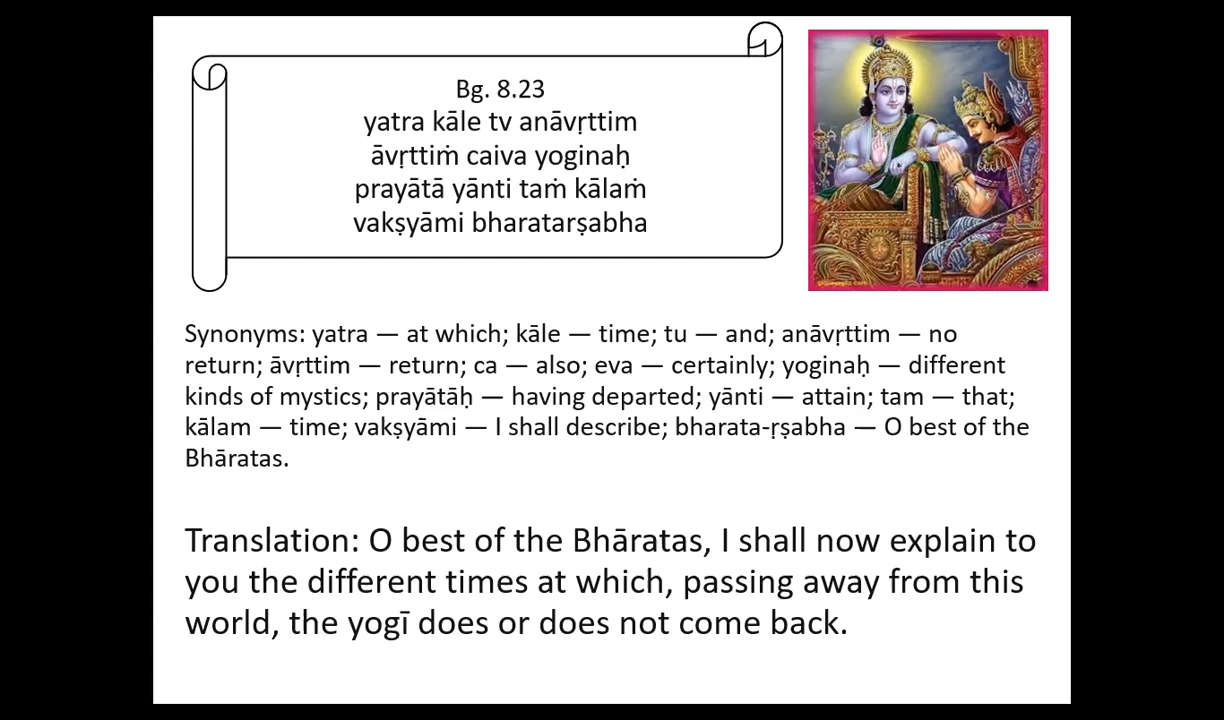 Bg. 8.23
yatra kāle tv anāvṛttim
āvṛttiṁ caiva yoginaḥ
prayātā yānti taṁ kālaṁ
vakṣyāmi bharatarṣabha
Synonyms: yatra — at which; kāle — time; tu — and; anāvṛttim — no
return; āvṛttim — return; ca — also; eva — certainly; yoginaḥ — different
kinds of mystics; prayātāḥ — having departed; yānti — attain; tam — that;
kālam — time; vakṣyāmi — I shall describe; bharata-ṛṣabha — O best of the
Bhāratas.
Translation: O best of the Bhāratas, I shall now explain to
you the different times at which, passing away from this
world, the yogī does or does not come back.